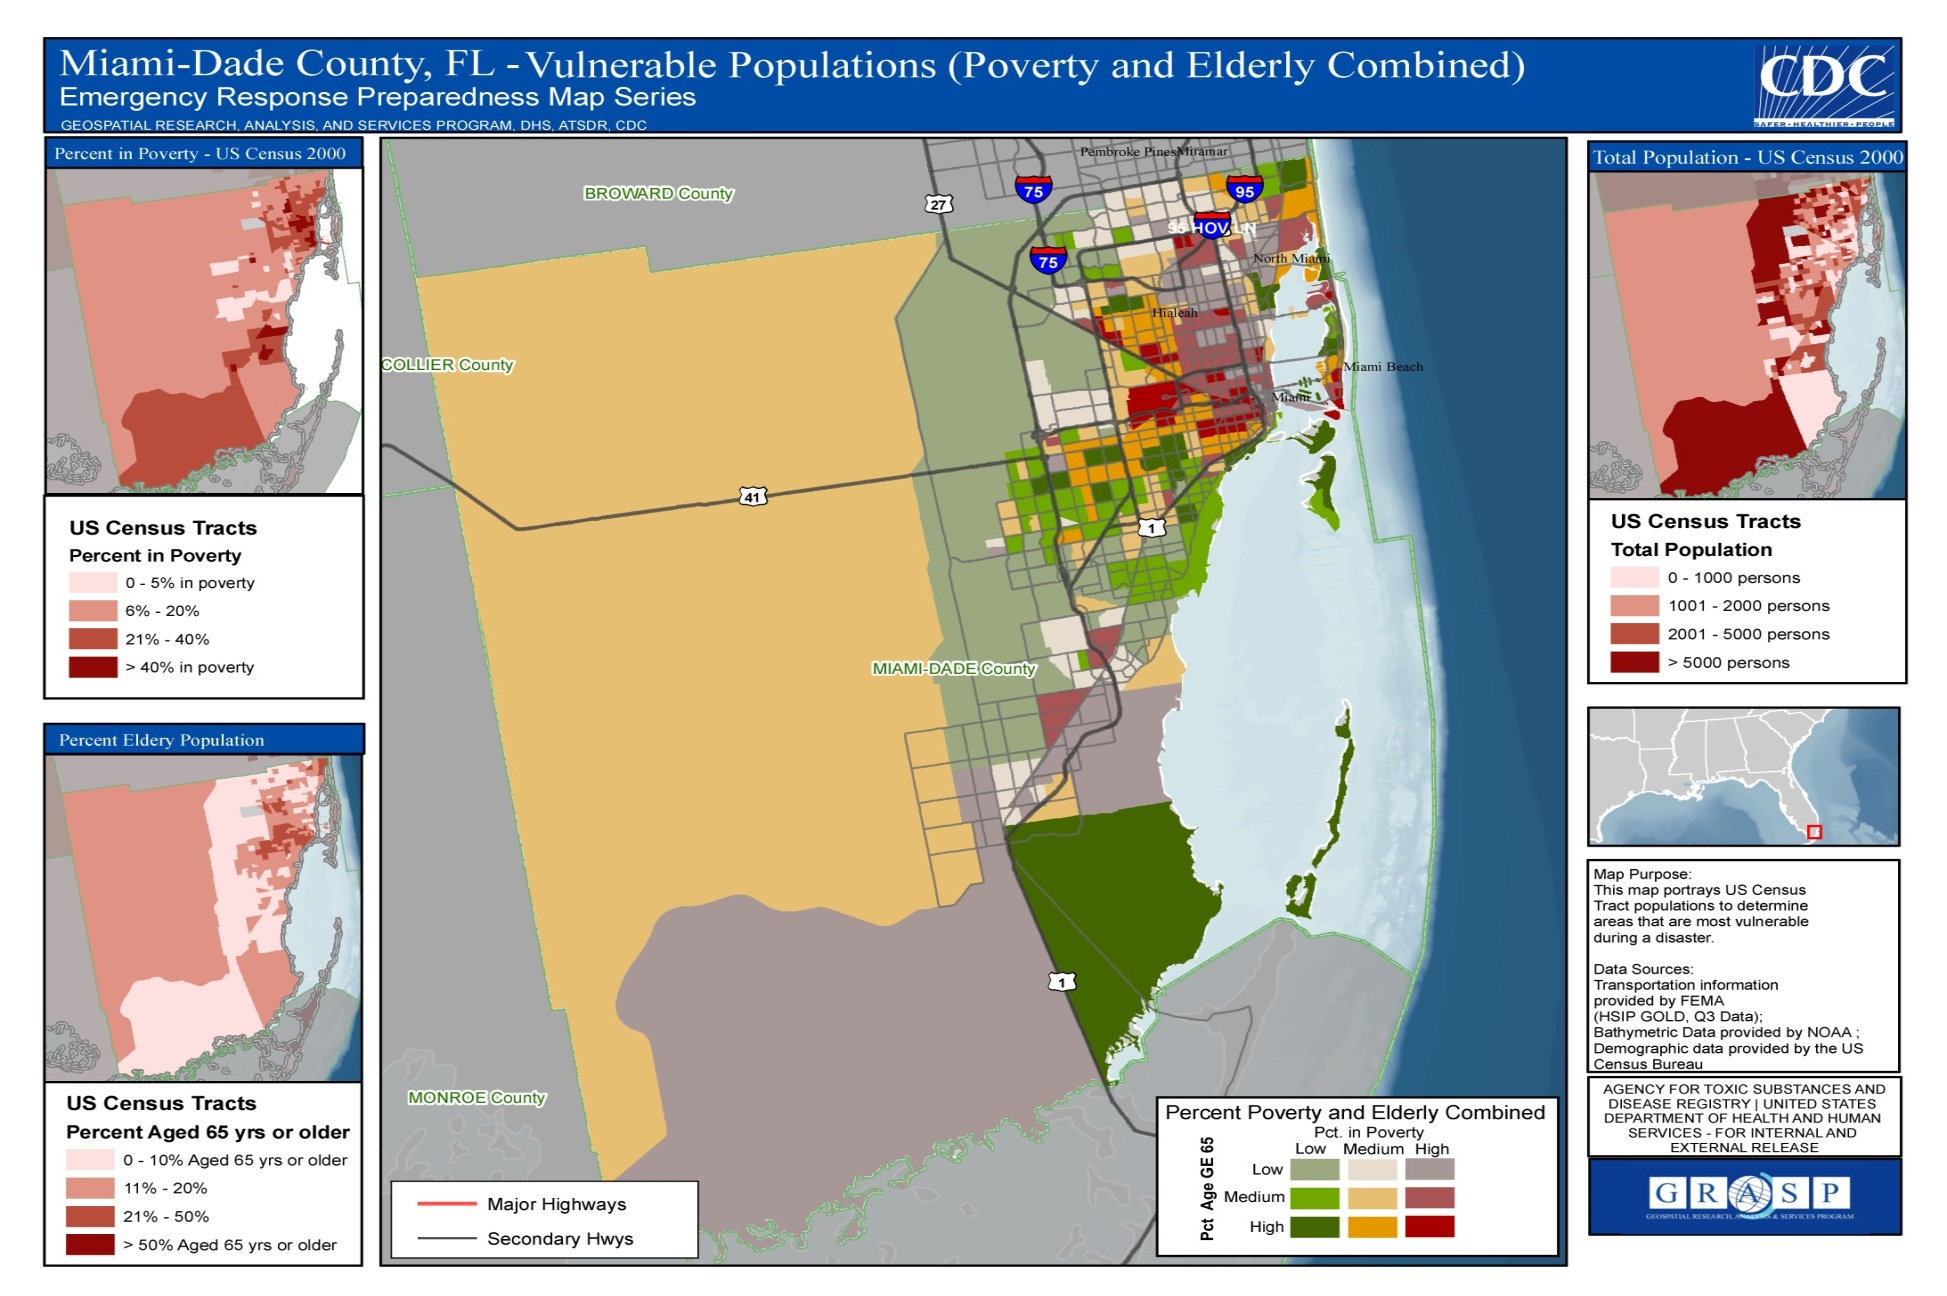 Miami-Dade County, FL - Vulnerable Populations (Poverty and Elderly Combined)
Emergency Response Preparedness Map Series
GEOSPATIAL RESEARCH, ANALYSIS, AND SERVICES PROGRAM, DHS, ATSDR, CDC
CDC
SAFER • HEALTHIER • PEOPLE
Percent in Poverty - US Census 2000
US Census Tracts
Percent in Poverty
0 - 5% in poverty
6% - 20%
21% - 40%
> 40% in poverty
Percent Eldery Population
US Census Tracts
Percent Aged 65 yrs or older
0 - 10% Aged 65 yrs or older
11% - 20%
21% - 50%
> 50% Aged 65 yrs or older
Pembroke Pines
Miramar
BROWARD County
27
75
95
95 HOV LN
75
North Miami
Hialeah
COLLIER County
Miami Beach
Miami
41
1
MIAMI-DADE County
1
MONROE County
Major Highways
Secondary Hwys
Percent Poverty and Elderly Combined
Pct. in Poverty
Low Medium High
Pct Age GE 65
Low
Medium
High
Total Population - US Census 2000
US Census Tracts
Total Population
0 - 1000 persons
1001 - 2000 persons
2001 - 5000 persons
> 5000 persons
Map Purpose:
This map portrays US Census
Tract populations to determine
areas that are most vulnerable
during a disaster.
Data Sources:
Transportation information
provided by FEMA
(HSIP GOLD, Q3 Data);
Bathymetric Data provided by NOAA ;
Demographic data provided by the US
Census Bureau
AGENCY FOR TOXIC SUBSTANCES AND
DISEASE REGISTRY | UNITED STATES
DEPARTMENT OF HEALTH AND HUMAN
SERVICES - FOR INTERNAL AND
EXTERNAL RELEASE
GRASP
GEOSPATIAL RESEARCH, ANALYSIS & SERVICES PROGRAM